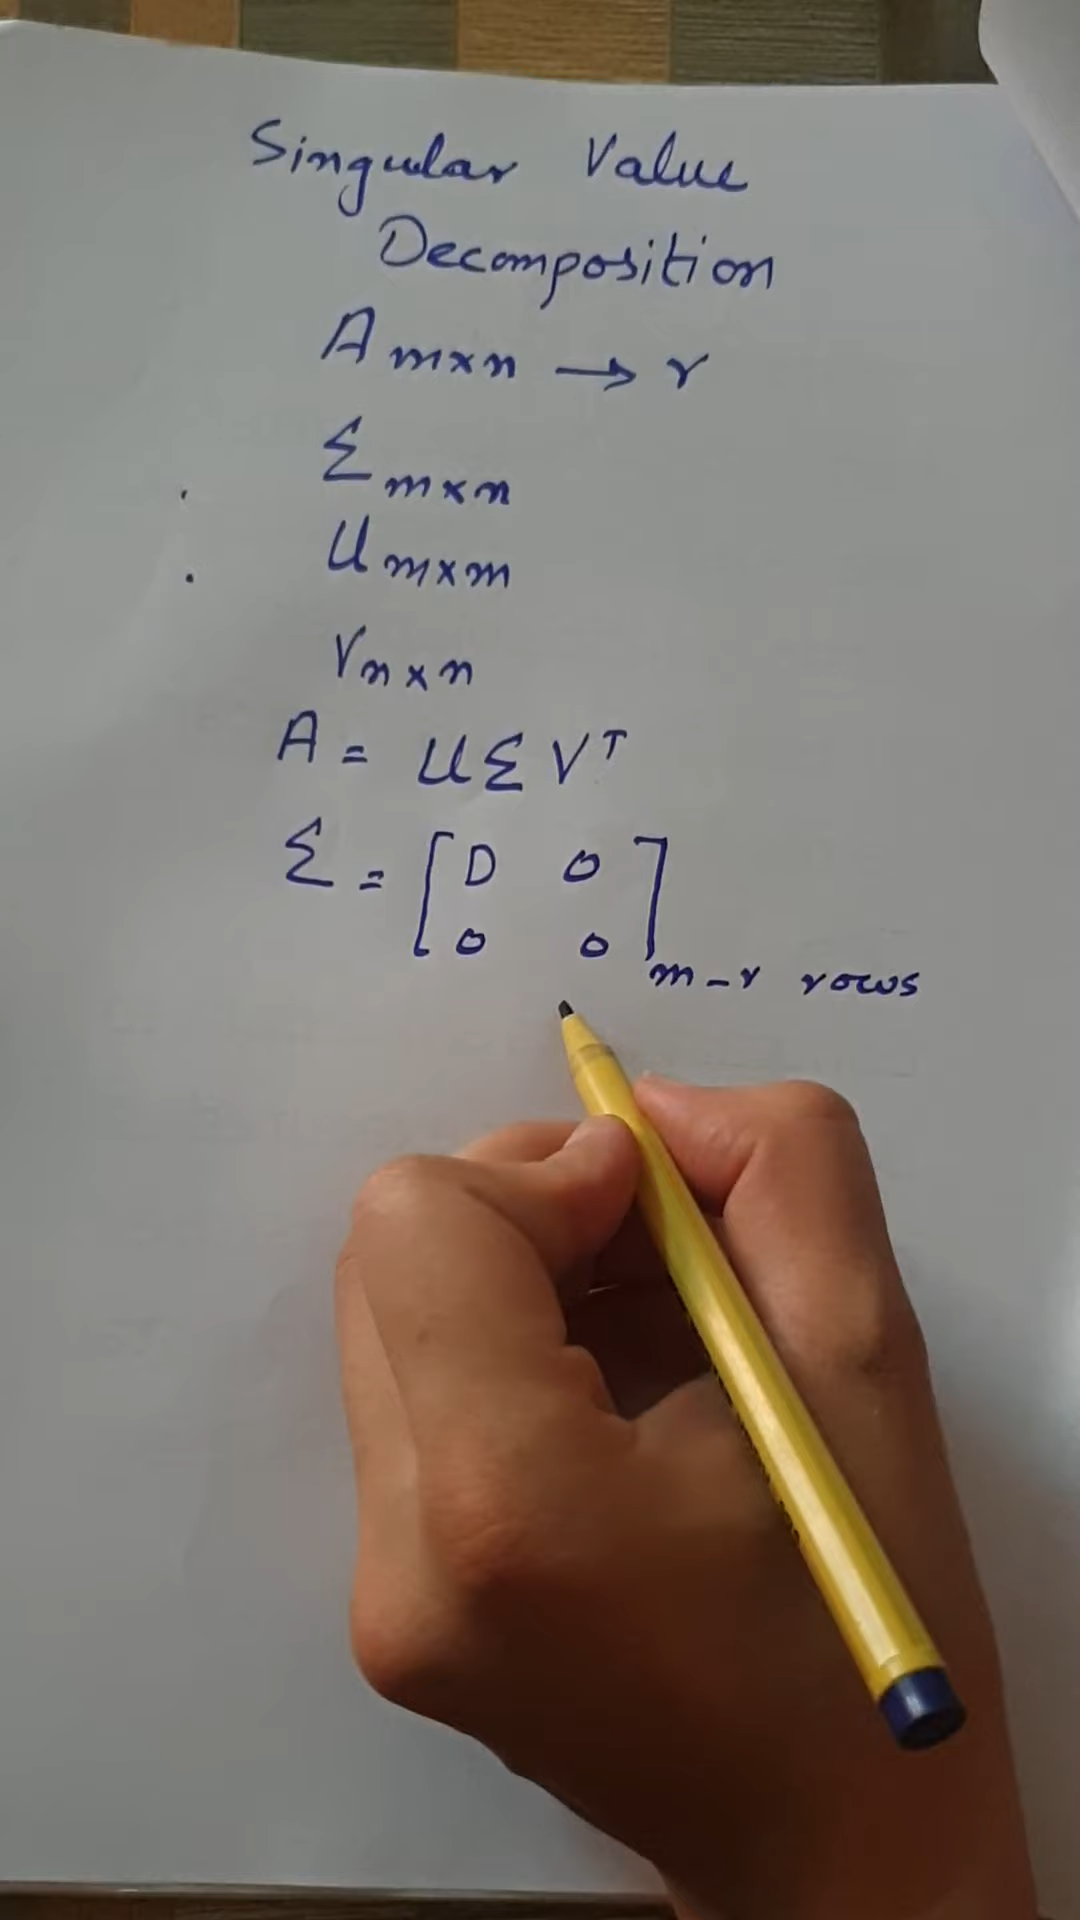 Singular Value
Decomposition
A m×n → r
Σ m×n
U m×m
V n×n
A = UΣV^T
Σ = [D 0
0 0] m-r rows